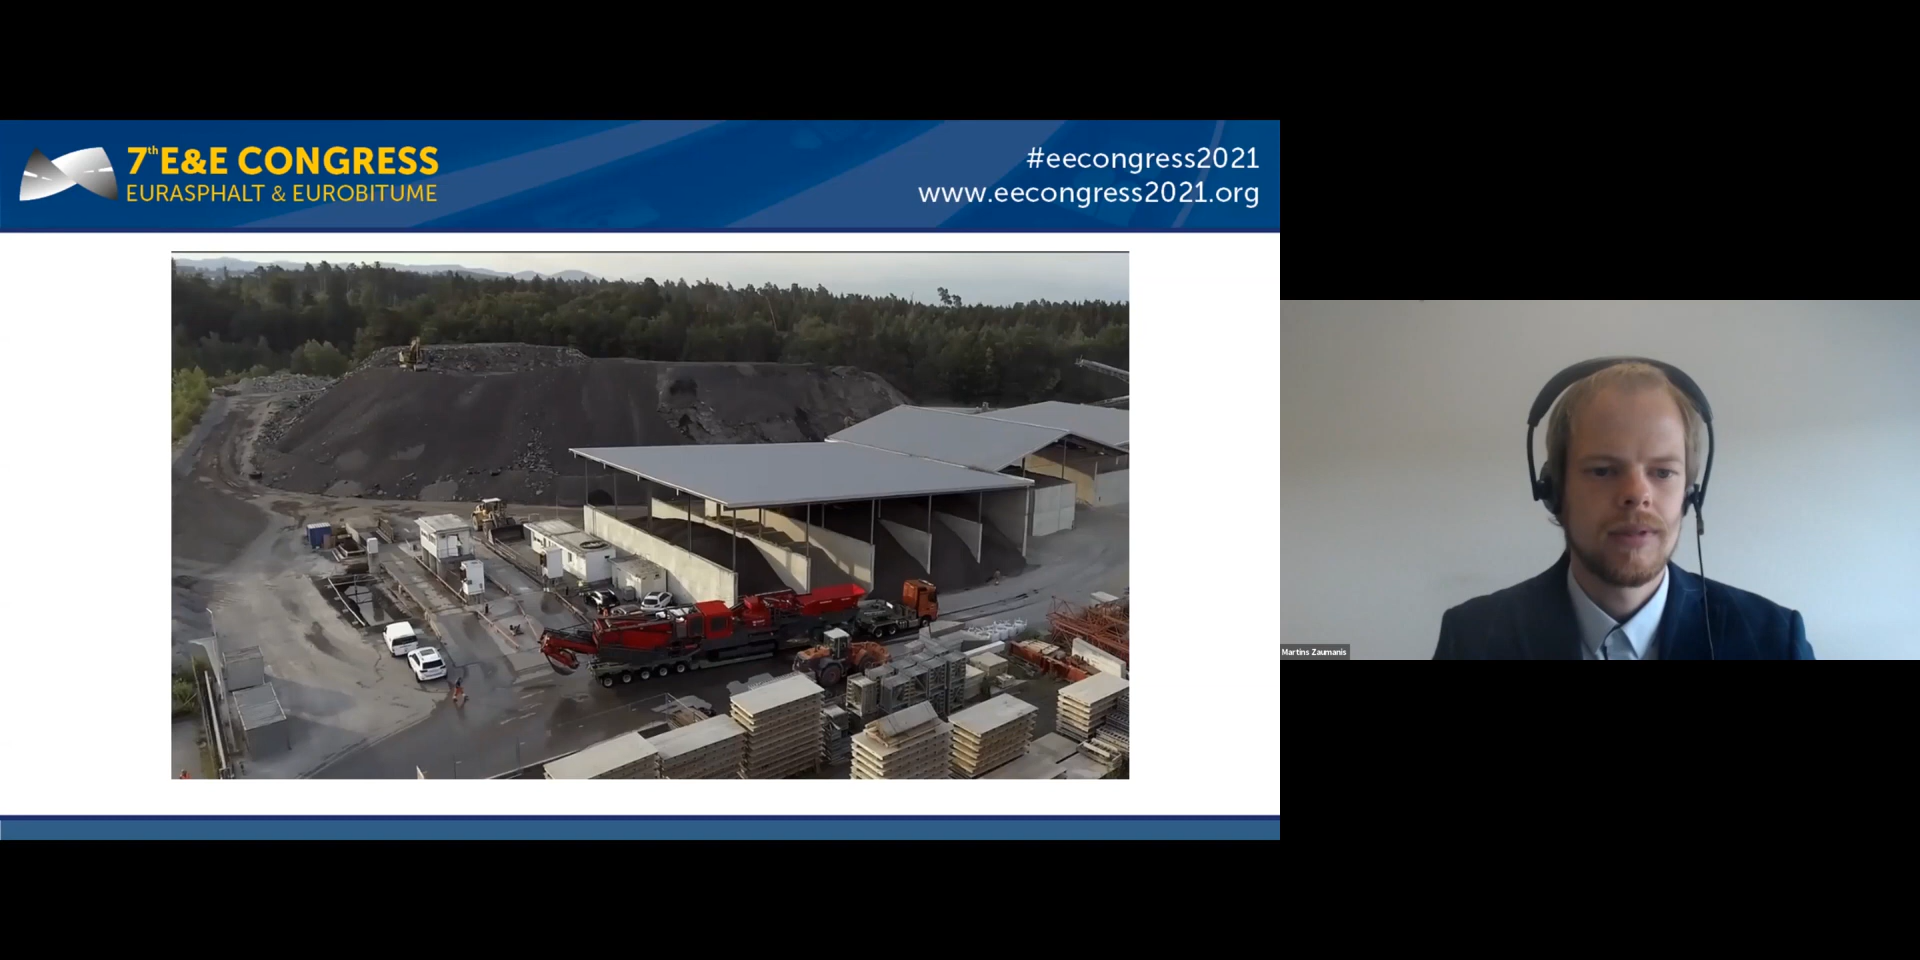 7th E&E CONGRESS
EURASPHALT & EUROBITUME
#eecongress2021
www.eecongress2021.org
Martins Zaumanis